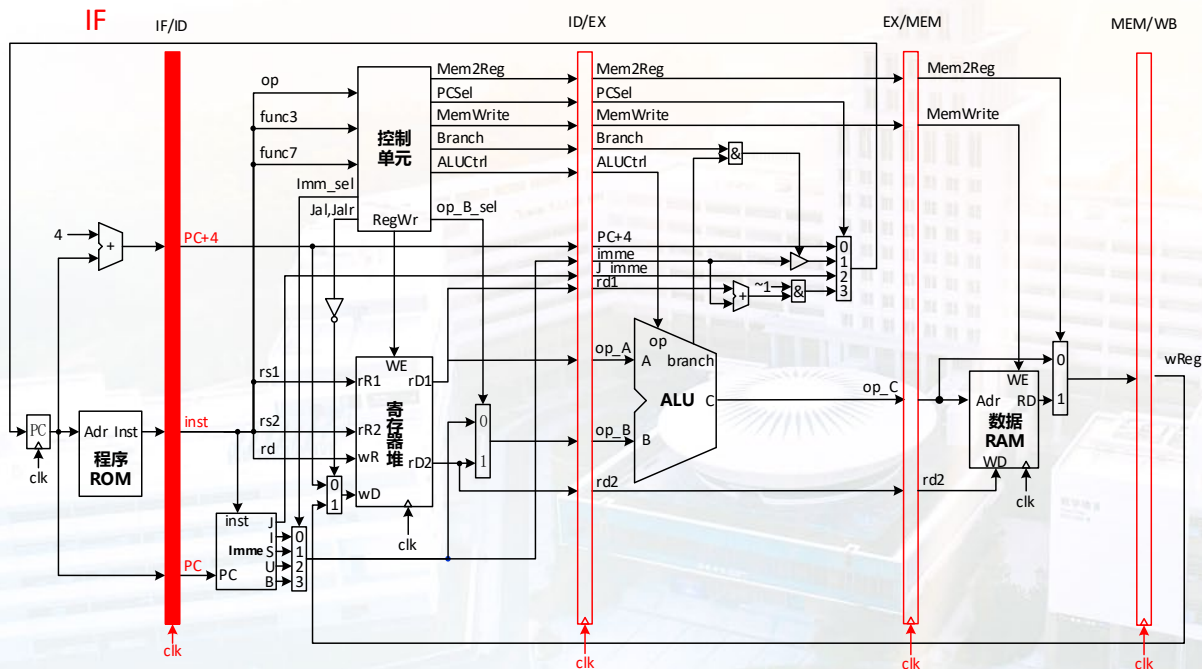 IF
IF/ID
ID/EX
EX/MEM
MEM/WB
op
func3
func7
Imm_sel
Jal,Jalr
控制
单元
RegWr
Mem2Reg
PCSel
MemWrite
Branch
ALUCtrl
op_B_sel
Mem2Reg
PCSel
MemWrite
Branch
ALUCtrl
&
Mem2Reg
MemWrite
4
+
PC+4
PC+4
imme
J_imme
rd1
+
~1
&
0
1
2
3
rs1
rs2
rd
WE
rR1
rR2
wR
wD
rD1
rD2
寄存器堆
clk
0
1
0
1
op_A
op_B
rd2
op
A
B
branch
ALU
C
op_C
rd2
WE
Adr
RD
数据
RAM
WD
clk
0
1
wReg
PC
clk
Adr Inst
程序
ROM
inst
PC
inst
Imme
PC
J
I
S
U
B
0
1
2
3
clk
clk
clk
clk